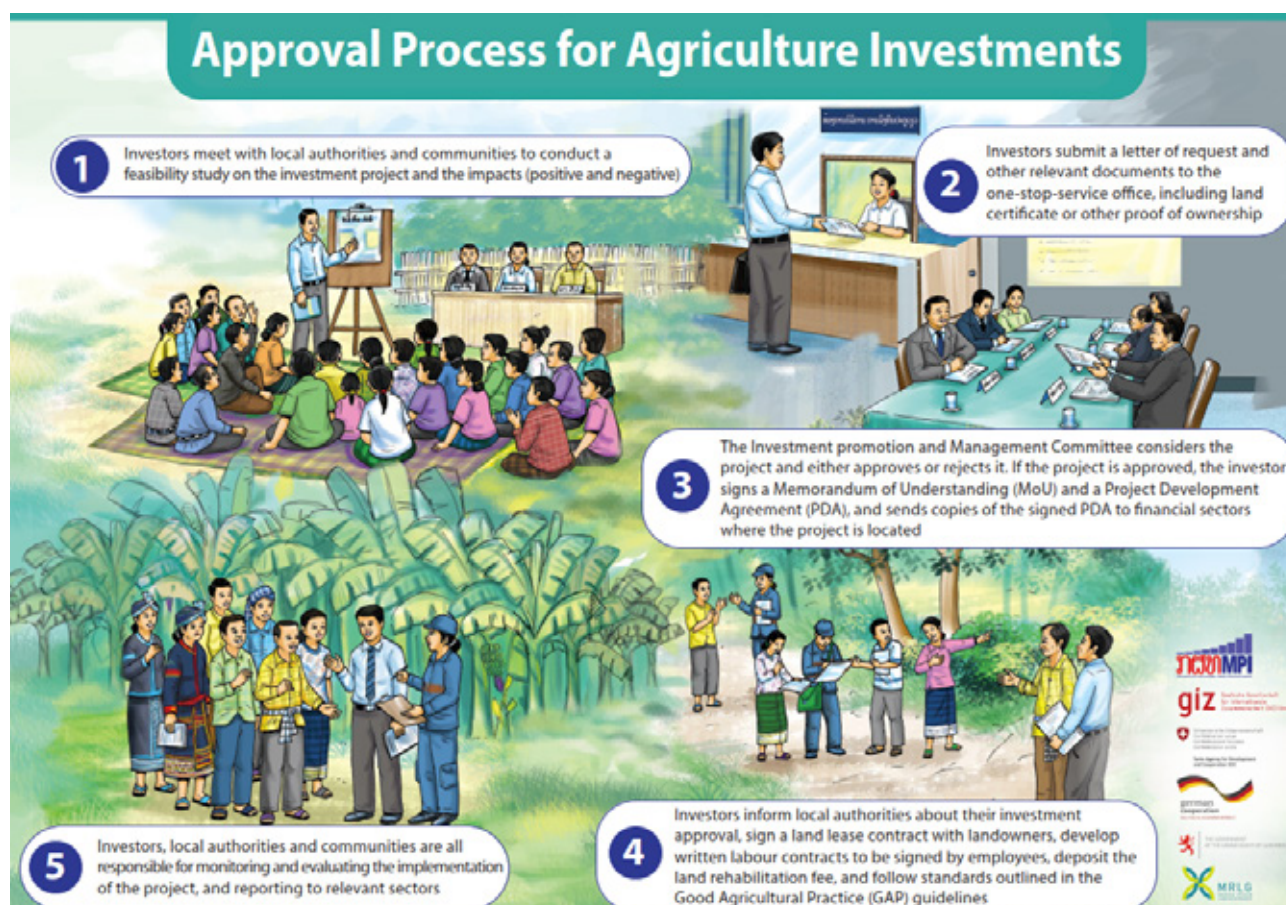 Approval Process for Agriculture Investments
1
Investors meet with local authorities and communities to conduct a
feasibility study on the investment project and the impacts (positive and negative)
2
Investors submit a letter of request and
other relevant documents to the
one-stop-service office, including land
certificate or other proof of ownership
3
The Investment promotion and Management Committee considers the
project and either approves or rejects it. If the project is approved, the investor
signs a Memorandum of Understanding (MoU) and a Project Development
Agreement (PDA), and sends copies of the signed PDA to financial sectors
where the project is located
4
Investors inform local authorities about their investment
approval, sign a land lease contract with landowners, develop
written labour contracts to be signed by employees, deposit the
land rehabilitation fee, and follow standards outlined in the
Good Agricultural Practice (GAP) guidelines
5
Investors, local authorities and communities are all
responsible for monitoring and evaluating the implementation
of the project, and reporting to relevant sectors
MPI
giz
german
cooperation
MRLG